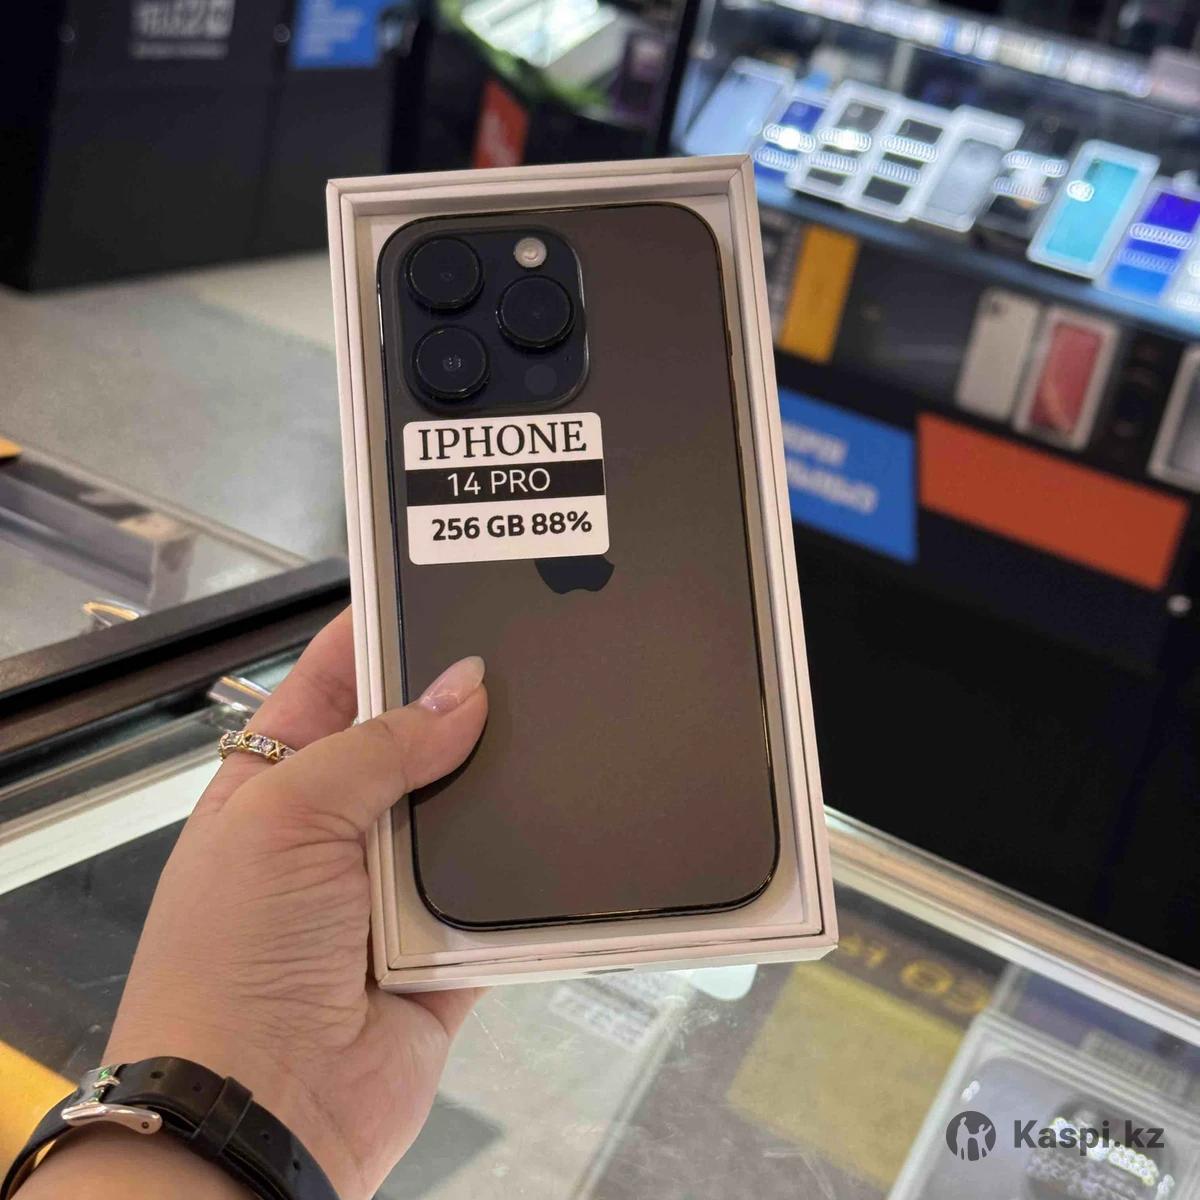 IPHONE
14 PRO
256 GB 88%
Kaspi.kz